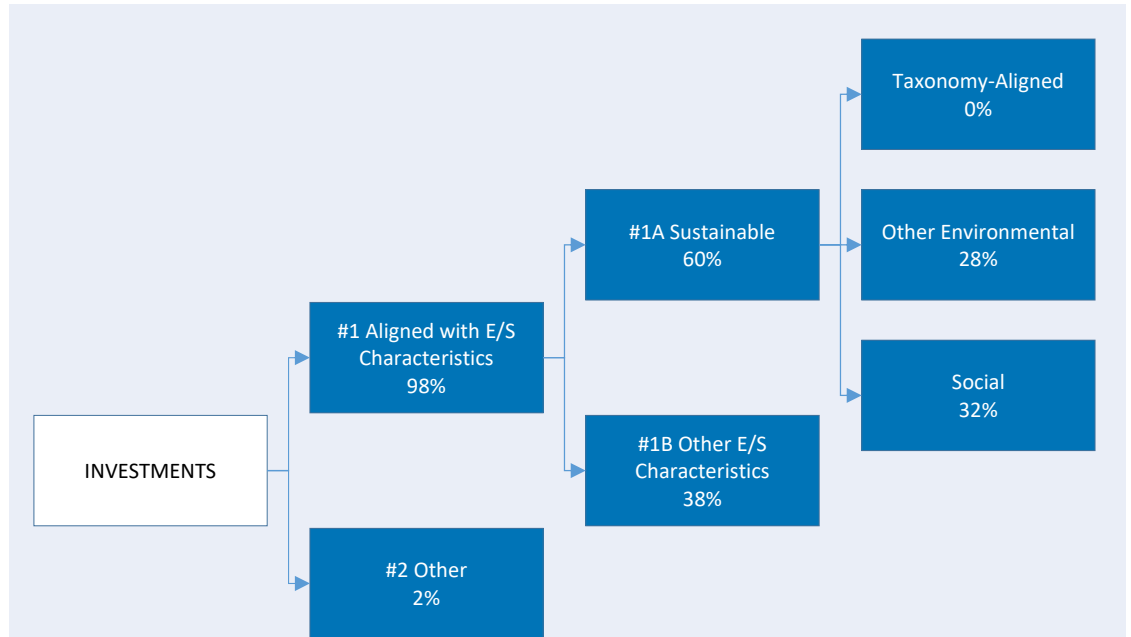 INVESTMENTS
#1 Aligned with E/S
Characteristics
98%
#2 Other
2%
#1A Sustainable
60%
#1B Other E/S
Characteristics
38%
Taxonomy-Aligned
0%
Other Environmental
28%
Social
32%